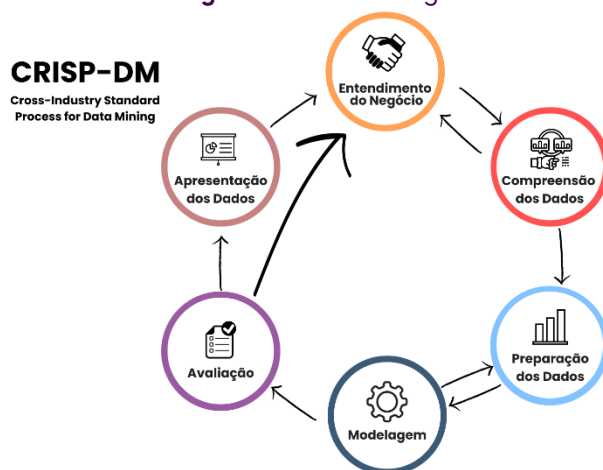 CRISP-DM
Cross-Industry Standard
Process for Data Mining
Entendimento
do Negócio
Compreensão
dos Dados
Preparação
dos Dados
Modelagem
Avaliação
Apresentação
dos Dados